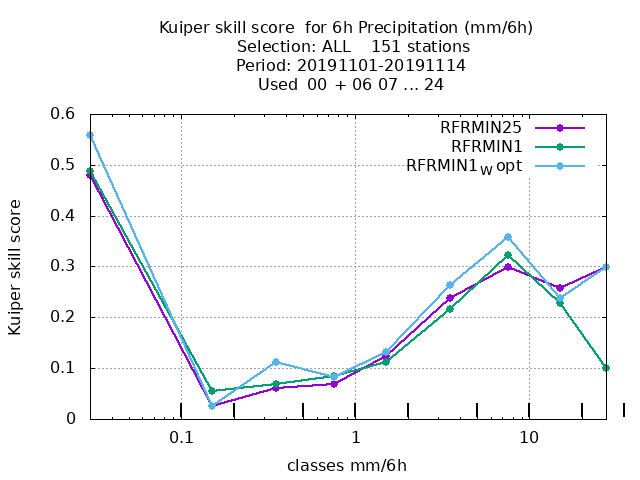 Kuiper skill score  for 6h Precipitation (mm/6h)
Selection: ALL    151 stations
Period: 20191101-20191114
Used  00  + 06 07 ... 24
RFRMIN25
RFRMIN1
RFRMIN1W opt
Kuiper skill score
0.6
0.5
0.4
0.3
0.2
0.1
0
0.1
1
10
classes mm/6h